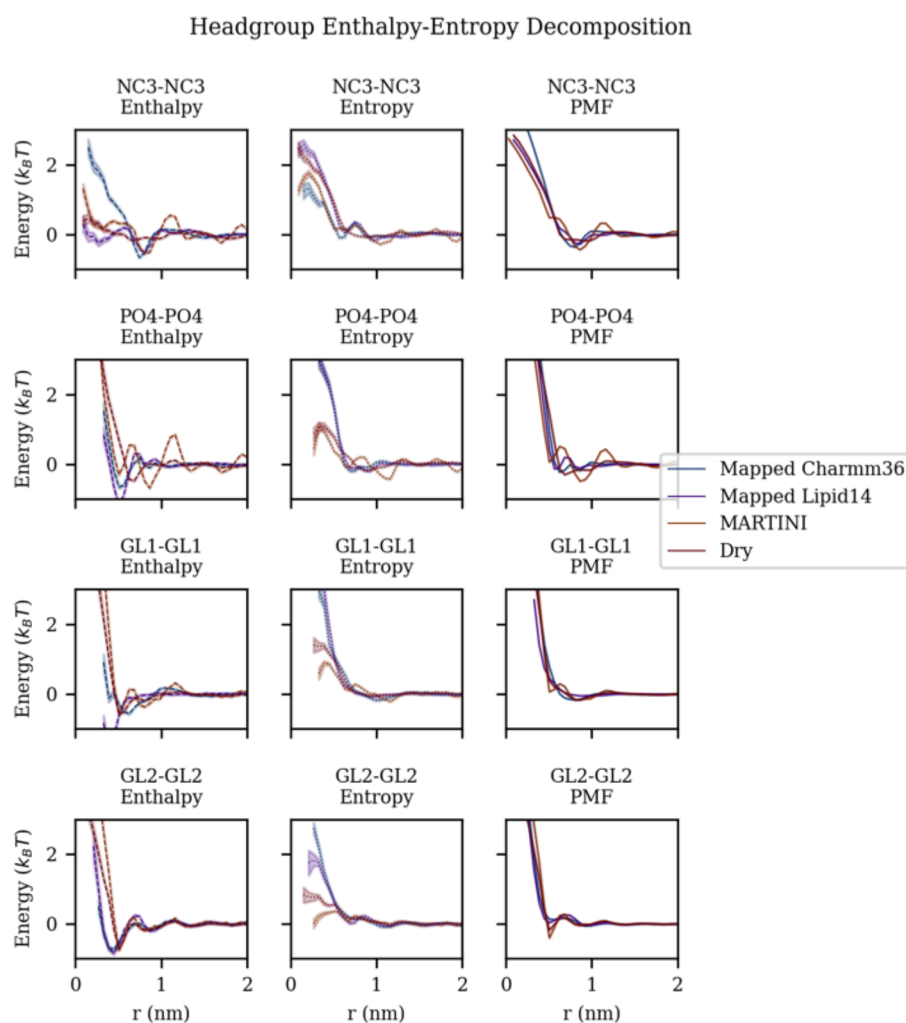 Headgroup Enthalpy-Entropy Decomposition
NC3-NC3
Enthalpy
NC3-NC3
Entropy
NC3-NC3
PMF
Energy (k_BT)
2
0
PO4-PO4
Enthalpy
PO4-PO4
Entropy
PO4-PO4
PMF
Energy (k_BT)
2
0
Mapped Charmm36
Mapped Lipid14
MARTINI
Dry
GL1-GL1
Enthalpy
GL1-GL1
Entropy
GL1-GL1
PMF
Energy (k_BT)
2
0
GL2-GL2
Enthalpy
GL2-GL2
Entropy
GL2-GL2
PMF
Energy (k_BT)
2
0
0 1 2
0 1 2
0 1 2
r (nm)
r (nm)
r (nm)